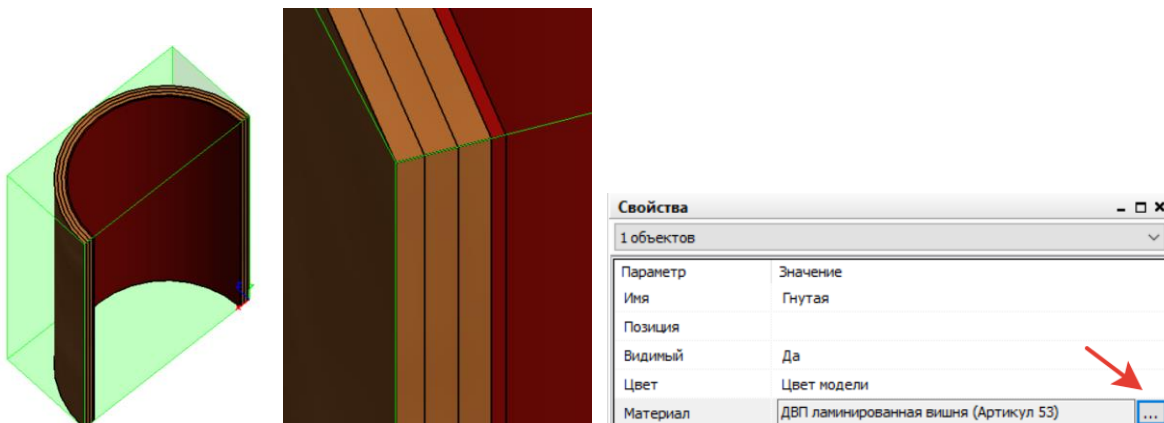 Свойства
1 объектов
Параметр Значение
Имя Гнутая
Позиция
Видимый Да
Цвет Цвет модели
Материал ДВП ламинированная вишня (Артикул 53) ...